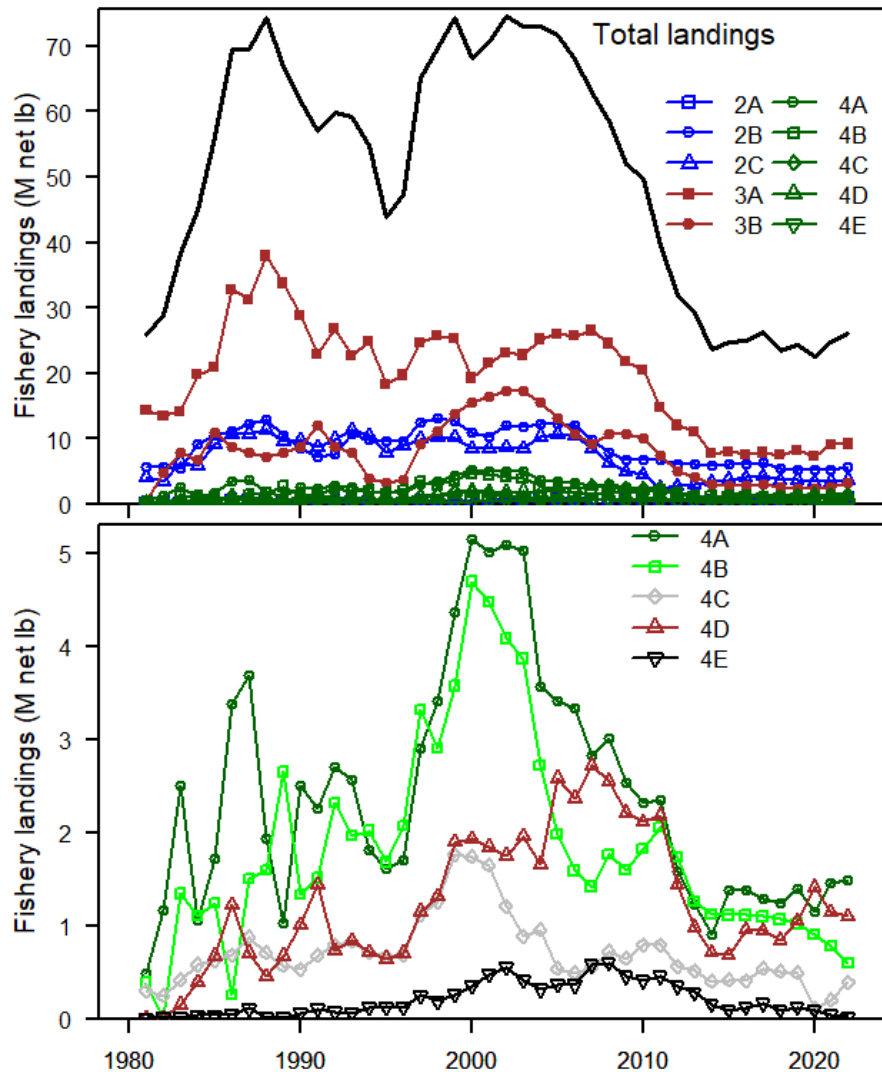 Total landings
Fishery landings (M net lb)
70
60
50
40
30
20
10
0
2A 4A
2B 4B
2C 4C
3A 4D
3B 4E
Fishery landings (M net lb)
5
4
3
2
1
0
4A
4B
4C
4D
4E
1980 1990 2000 2010 2020